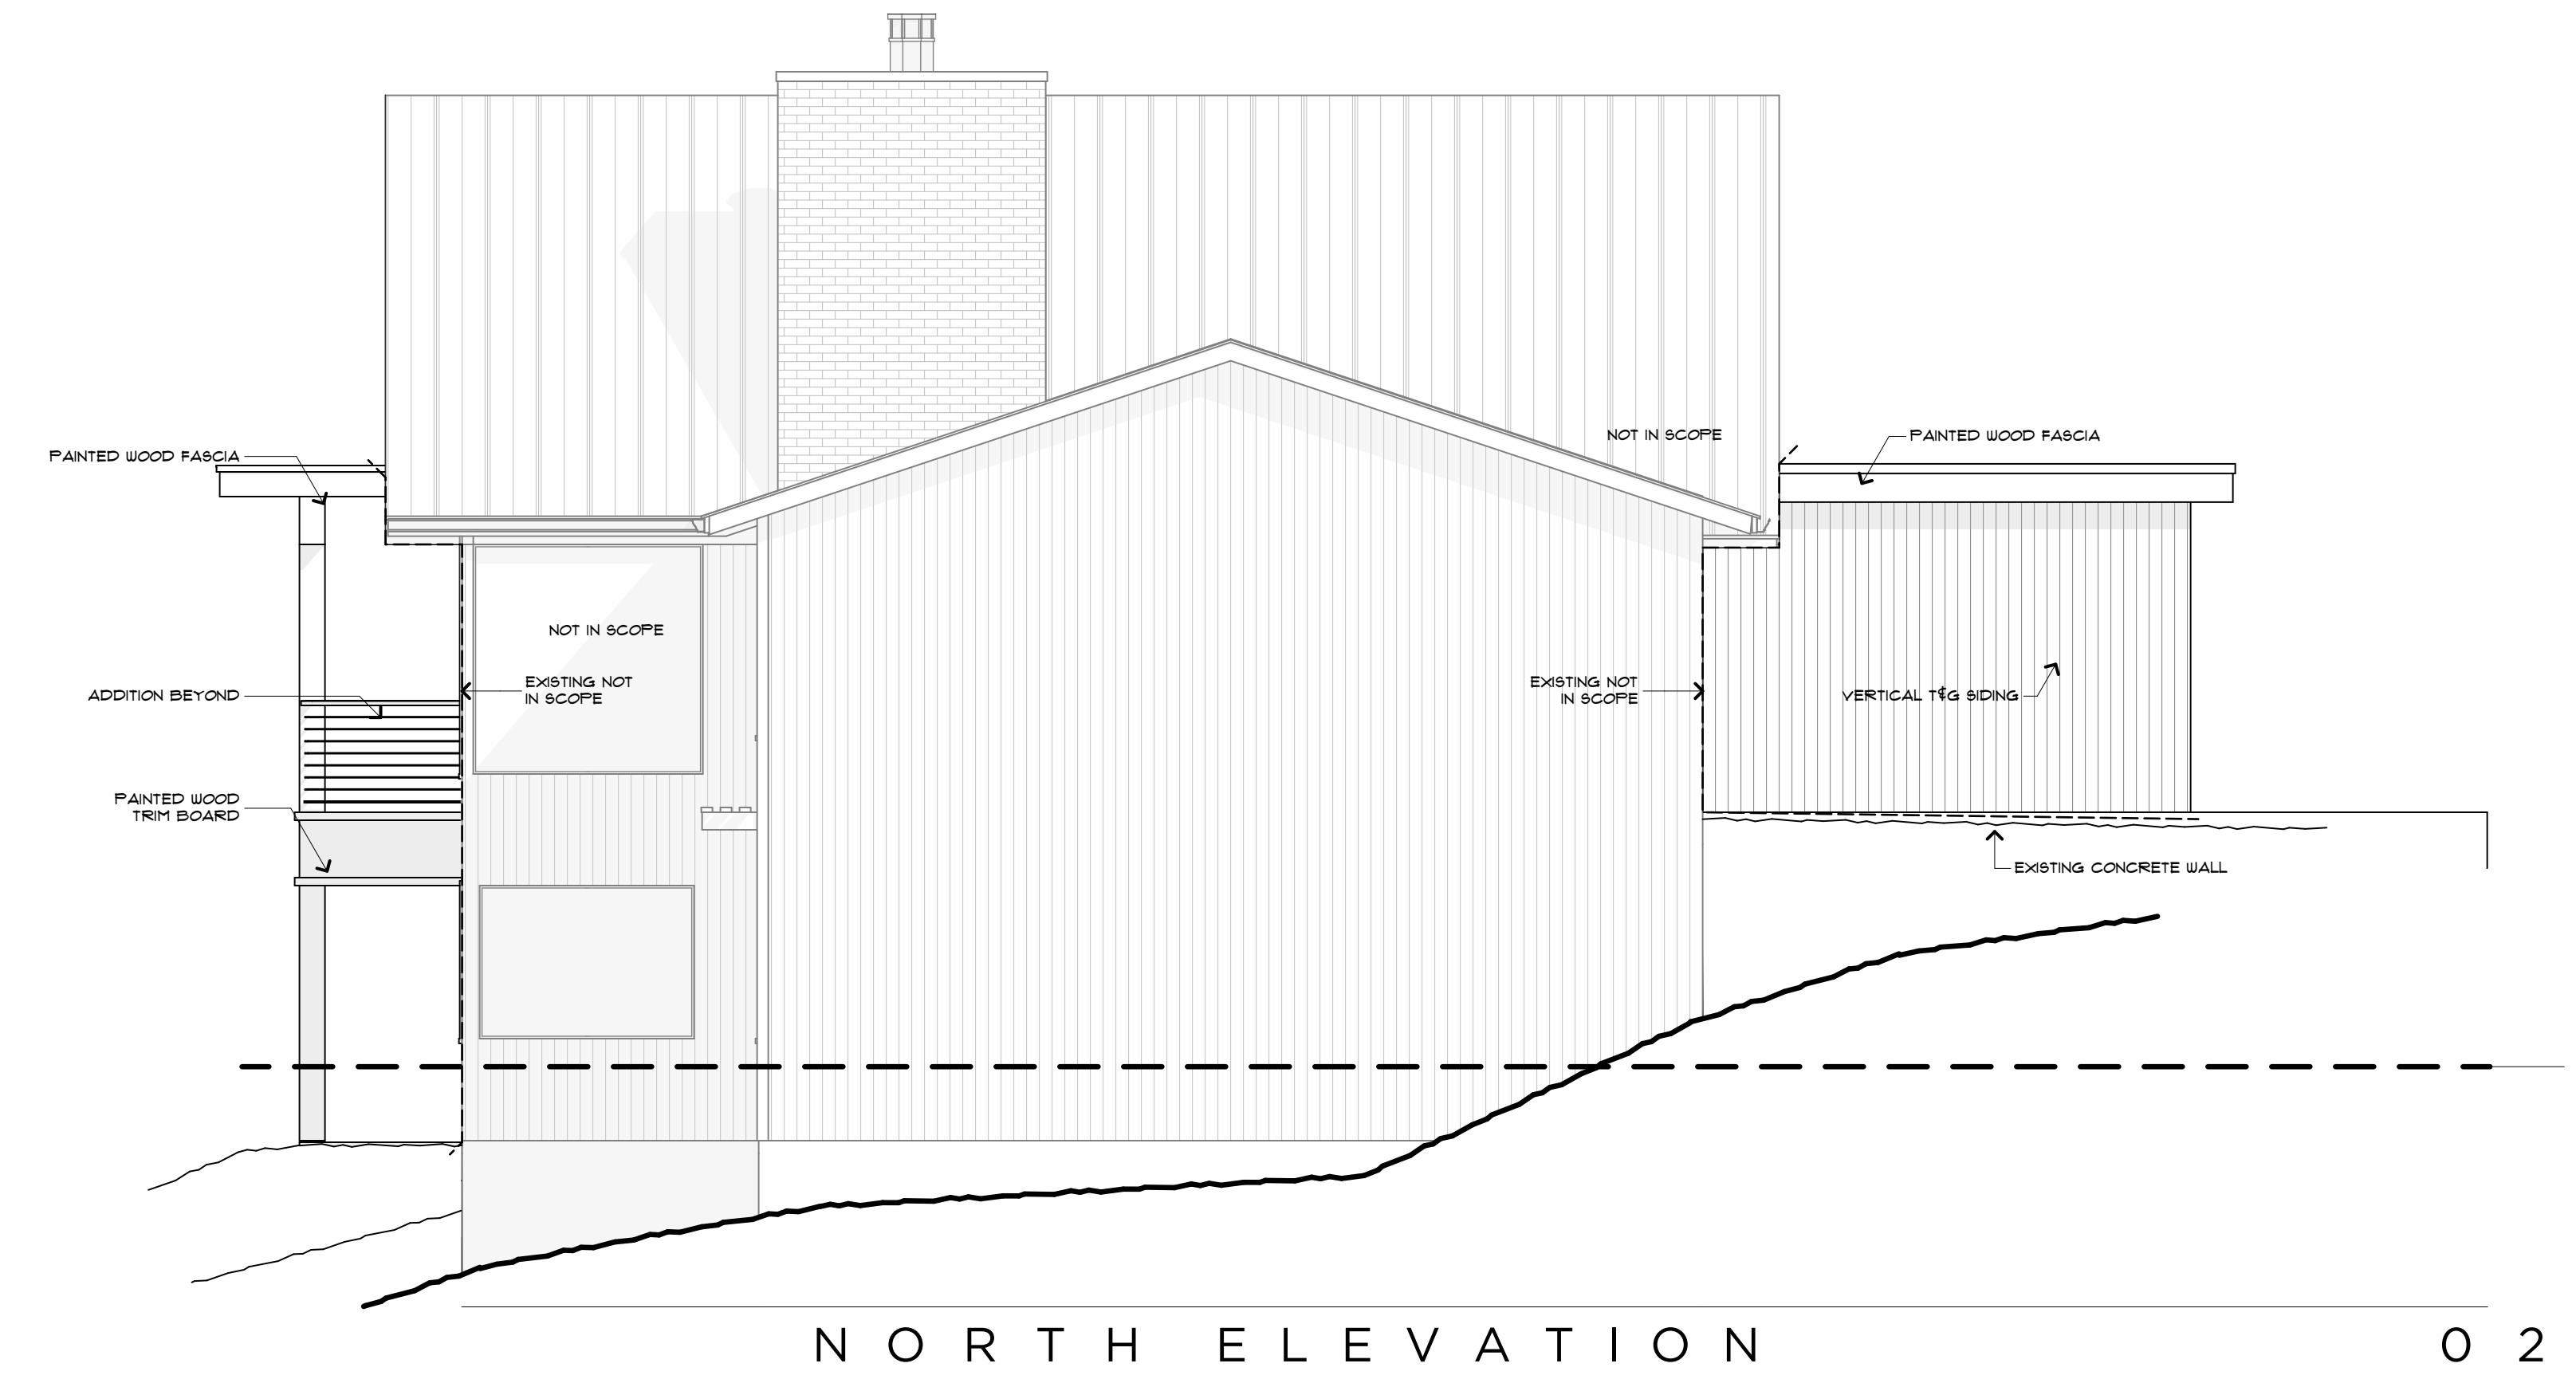 NOT IN SCOPE
PAINTED WOOD FASCIA
PAINTED WOOD FASCIA
NOT IN SCOPE
EXISTING NOT
IN SCOPE
EXISTING NOT
IN SCOPE
ADDITION BEYOND
VERTICAL T&G SIDING
PAINTED WOOD
TRIM BOARD
EXISTING CONCRETE WALL
NORTH ELEVATION
02